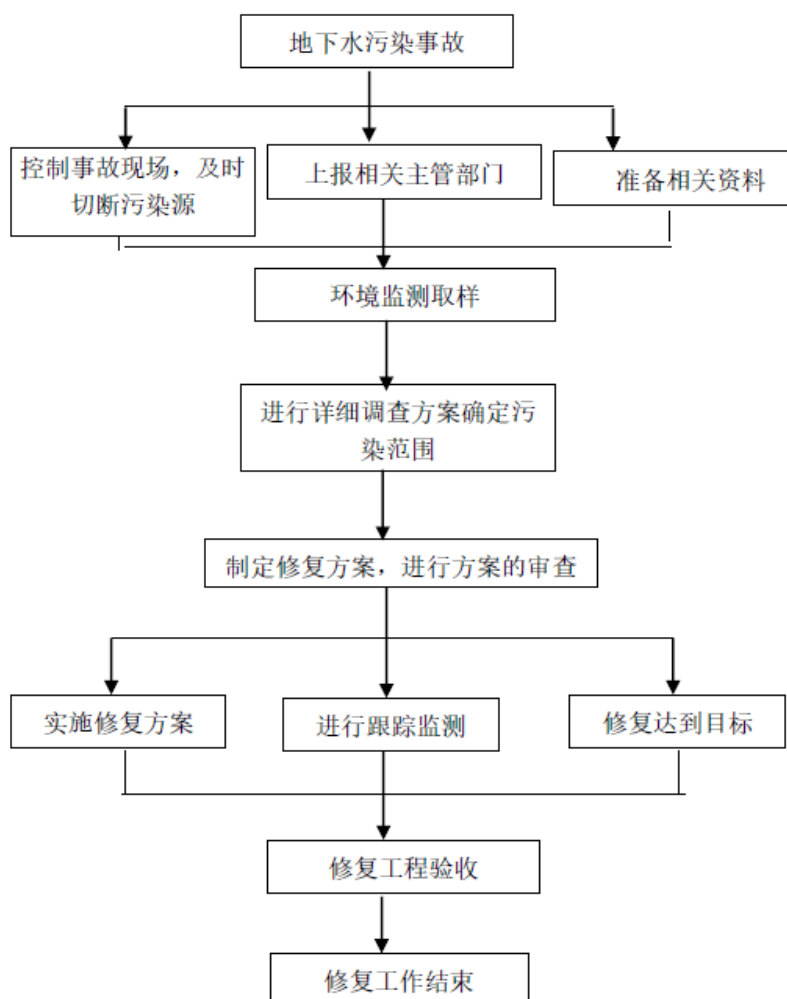 地下水污染事故
控制事故现场，及时
切断污染源
上报相关主管部门
准备相关资料
环境监测取样
进行详细调查方案确定污
染范围
制定修复方案，进行方案的审查
实施修复方案
进行跟踪监测
修复达到目标
修复工程验收
修复工作结束